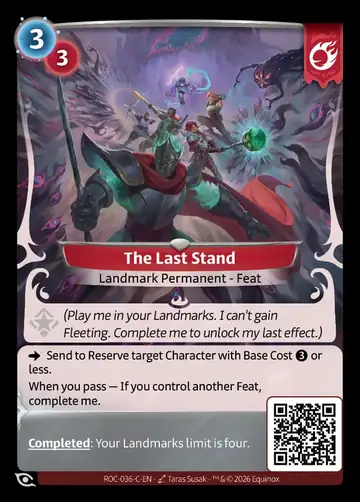 3
3
The Last Stand
Landmark Permanent - Feat
(Play me in your Landmarks. I can't gain
Fleeting. Complete me to unlock my last effect.)
➔ Send to Reserve target Character with Base Cost ❸ or
less.
When you pass — If you control another Feat,
complete me.
Completed: Your Landmarks limit is four.
ROC-036-C-EN - Taras Susak - ™ & © 2026 Equinox